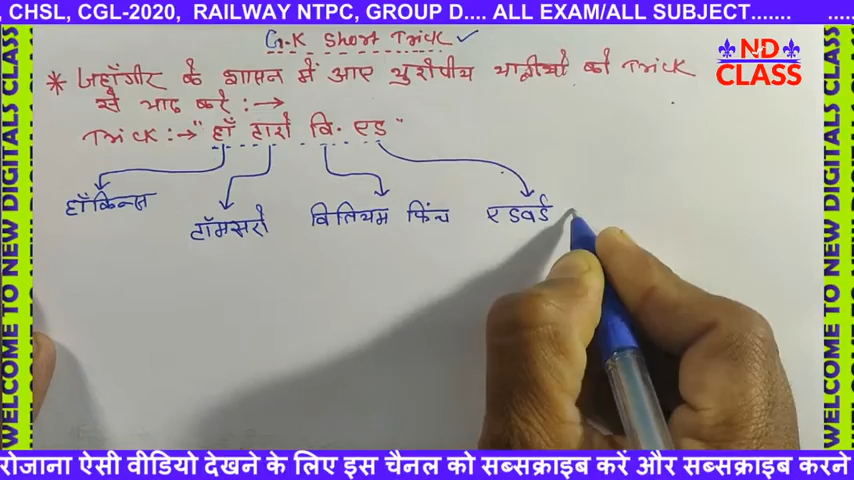 , CHSL, CGL-2020, RAILWAY NTPC, GROUP D.... ALL EXAM/ALL SUBJECT....... .....
G.K Short Trick ✓
ND
CLASS
* जहाँगीर के शासन में आए युरोपीय यात्रीयो को Trick
से याद करे :→
Trick :→ " हाँ टारो वि. एड "
हॉकिन्स
टॉमसरो विलियम फिंच एडवर्ड
WELCOME TO NEW DIGITALS CLASS
WELCOME TO NEW DIGITALS CLASS
रोजाना ऐसी वीडियो देखने के लिए इस चैनल को सब्सक्राइब करें और सब्सक्राइब करने